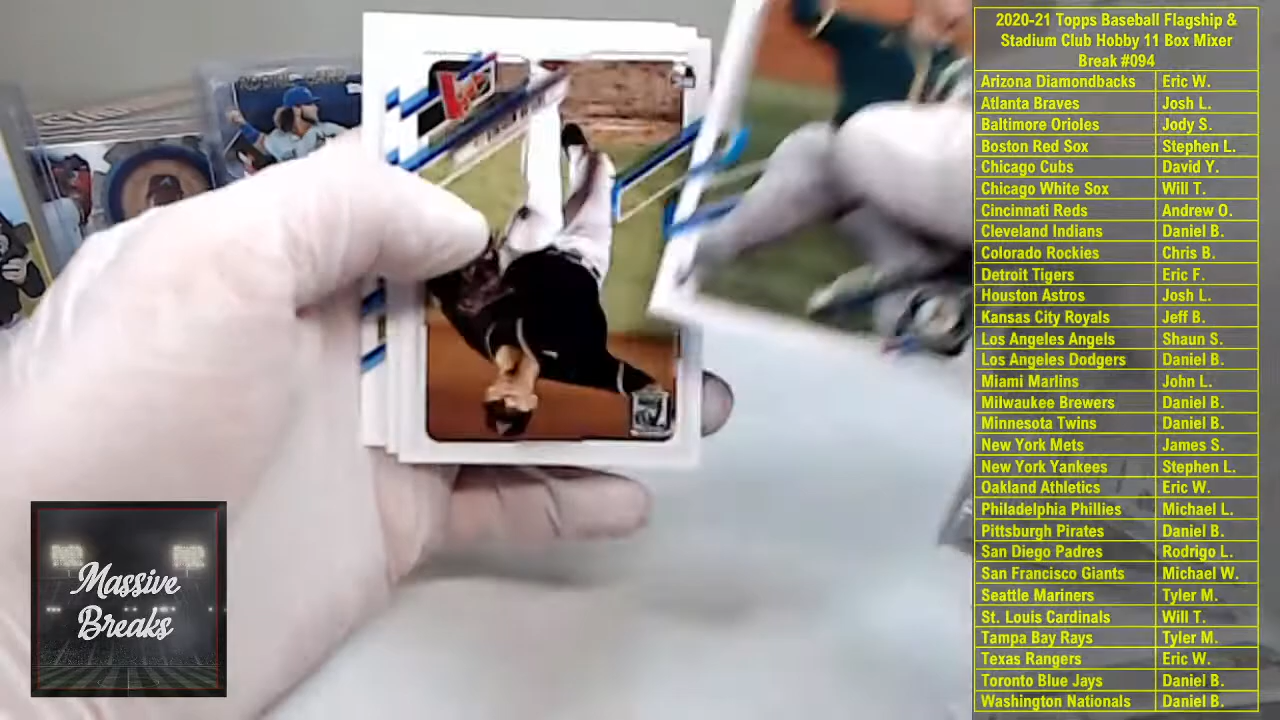 2020-21 Topps Baseball Flagship &
Stadium Club Hobby 11 Box Mixer
Break #094
Arizona Diamondbacks Eric W.
Atlanta Braves Josh L.
Baltimore Orioles Jody S.
Boston Red Sox Stephen L.
Chicago Cubs David Y.
Chicago White Sox Will T.
Cincinnati Reds Andrew O.
Cleveland Indians Daniel B.
Colorado Rockies Chris B.
Detroit Tigers Eric F.
Houston Astros Josh L.
Kansas City Royals Jeff B.
Los Angeles Angels Shaun S.
Los Angeles Dodgers Daniel B.
Miami Marlins John L.
Milwaukee Brewers Daniel B.
Minnesota Twins Daniel B.
New York Mets James S.
New York Yankees Stephen L.
Oakland Athletics Eric W.
Philadelphia Phillies Michael L.
Pittsburgh Pirates Daniel B.
San Diego Padres Rodrigo L.
San Francisco Giants Michael W.
Seattle Mariners Tyler M.
St. Louis Cardinals Will T.
Tampa Bay Rays Tyler M.
Texas Rangers Eric W.
Toronto Blue Jays Daniel B.
Washington Nationals Daniel B.
Massive
Breaks